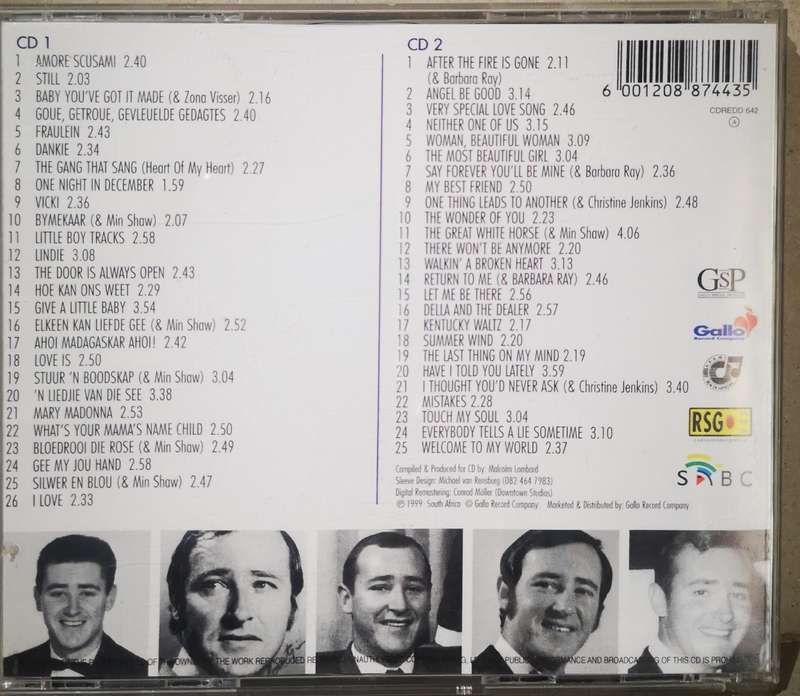 CD 1
1 AMORE SCUSAMI 2.40
2 STILL 2.03
3 BABY YOU'VE GOT IT MADE (& Zona Visser) 2.16
4 GOUE, GETROUE, GEVLEUELDE GEDAGTES 2.40
5 FRAULEIN 2.43
6 DANKIE 2.34
7 THE GANG THAT SANG (Heart Of My Heart) 2.27
8 ONE NIGHT IN DECEMBER 1.59
9 VICKI 2.36
10 BYMEKAAR (& Min Shaw) 2.07
11 LITTLE BOY TRACKS 2.58
12 LINDIE 3.08
13 THE DOOR IS ALWAYS OPEN 2.43
14 HOE KAN ONS WEET 2.29
15 GIVE A LITTLE BABY 3.54
16 ELKEEN KAN LIEFDE GEE (& Min Shaw) 2.52
17 AHOI MADAGASKAR AHOI! 2.42
18 LOVE IS 2.50
19 STUUR 'N BOODSKAP (& Min Shaw) 3.04
20 'N LIEDJIE VAN DIE SEE 3.38
21 MARY MADONNA 2.53
22 WHAT'S YOUR MAMA'S NAME CHILD 2.50
23 BLOEDROOI DIE ROSE (& Min Shaw) 2.49
24 GEE MY JOU HAND 2.58
25 SILWER EN BLOU (& Min Shaw) 2.47
26 I LOVE 2.33
CD 2
1 AFTER THE FIRE IS GONE 2.11
(& Barbara Ray)
2 ANGEL BE GOOD 3.14
3 VERY SPECIAL LOVE SONG 2.46
4 NEITHER ONE OF US 3.15
5 WOMAN, BEAUTIFUL WOMAN 3.09
6 THE MOST BEAUTIFUL GIRL 3.04
7 SAY FOREVER YOU'LL BE MINE (& Barbara Ray) 2.36
8 MY BEST FRIEND 2.50
9 ONE THING LEADS TO ANOTHER (& Christine Jenkins) 2.48
10 THE WONDER OF YOU 2.23
11 THE GREAT WHITE HORSE (& Min Shaw) 4.06
12 THERE WON'T BE ANYMORE 2.20
13 WALKIN' A BROKEN HEART 3.13
14 RETURN TO ME (& BARBARA RAY) 2.46
15 LET ME BE THERE 2.56
16 DELLA AND THE DEALER 2.57
17 KENTUCKY WALTZ 2.17
18 SUMMER WIND 2.20
19 THE LAST THING ON MY MIND 2.19
20 HAVE I TOLD YOU LATELY 3.59
21 I THOUGHT YOU'D NEVER ASK (& Christine Jenkins) 3.40
22 MISTAKES 2.28
23 TOUCH MY SOUL 3.04
24 EVERYBODY TELLS A LIE SOMETIME 3.10
25 WELCOME TO MY WORLD 2.37
Compiled & Produced for CD by: Malcolm Lombard
Sleeve Design: Michael van Rensburg (082 464 7983)
Digital Remastering: Conrad Möller (Downtown Studios)
℗ 1999 South Africa © Gallo Record Company Marketed & Distributed by: Gallo Record Company
6 001208 874435
CDREDD 642
A
GSP
Gallo
Record Company
RSG
SABC
THE WORK REPRODUCED
AND BROADCASTING OF THIS CD IS